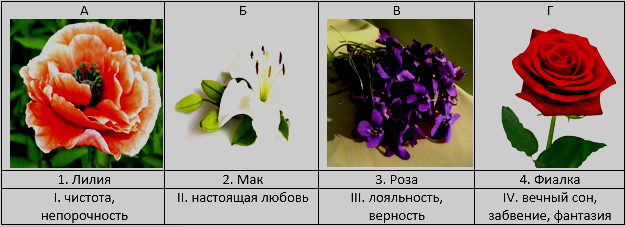 А Б В Г
1. Лилия 2. Мак 3. Роза 4. Фиалка
I. чистота, непорочность II. настоящая любовь III. лояльность, верность IV. вечный сон, забвение, фантазия